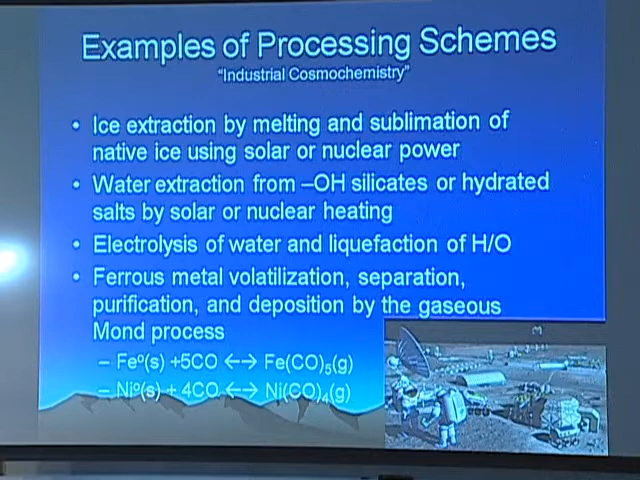 Examples of Processing Schemes
"Industrial Cosmochemistry"
• Ice extraction by melting and sublimation of
native ice using solar or nuclear power
• Water extraction from –OH silicates or hydrated
salts by solar or nuclear heating
• Electrolysis of water and liquefaction of H/O
• Ferrous metal volatilization, separation,
purification, and deposition by the gaseous
Mond process
– Feº(s) +5CO ←→ Fe(CO)₅(g)
– Niº(s) + 4CO ←→ Ni(CO)₄(g)